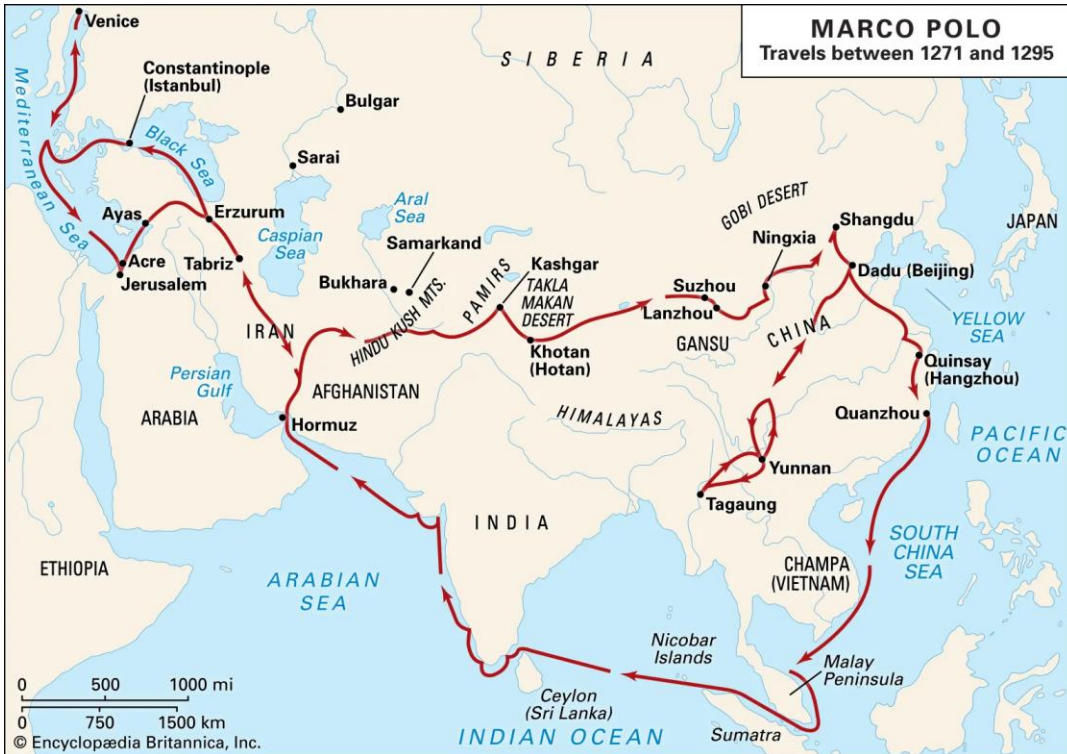 MARCO POLO
Travels between 1271 and 1295
Venice
SIBERIA
Constantinople
(Istanbul)
Bulgar
Mediterranean Sea
Black Sea
Sarai
Aral
Sea
Ayas
Erzurum
Caspian
Sea
Samarkand
GOBI DESERT
Shangdu
JAPAN
Ningxia
Acre
Tabriz
Kashgar
Dadu (Beijing)
Jerusalem
Bukhara
HINDU KUSH MTS.
PAMIRS
TAKLA
MAKAN
DESERT
Suzhou
Lanzhou
CHINA
YELLOW
SEA
IRAN
Khotan
(Hotan)
GANSU
Quinsay
(Hangzhou)
Persian
Gulf
AFGHANISTAN
ARABIA
Hormuz
HIMALAYAS
Quanzhou
PACIFIC
OCEAN
Yunnan
Tagaung
INDIA
SOUTH
CHINA
SEA
ETHIOPIA
ARABIAN
SEA
CHAMPA
(VIETNAM)
Nicobar
Islands
Malay
Peninsula
Ceylon
(Sri Lanka)
Sumatra
INDIAN OCEAN
0 500 1000 mi
0 750 1500 km
© Encyclopædia Britannica, Inc.